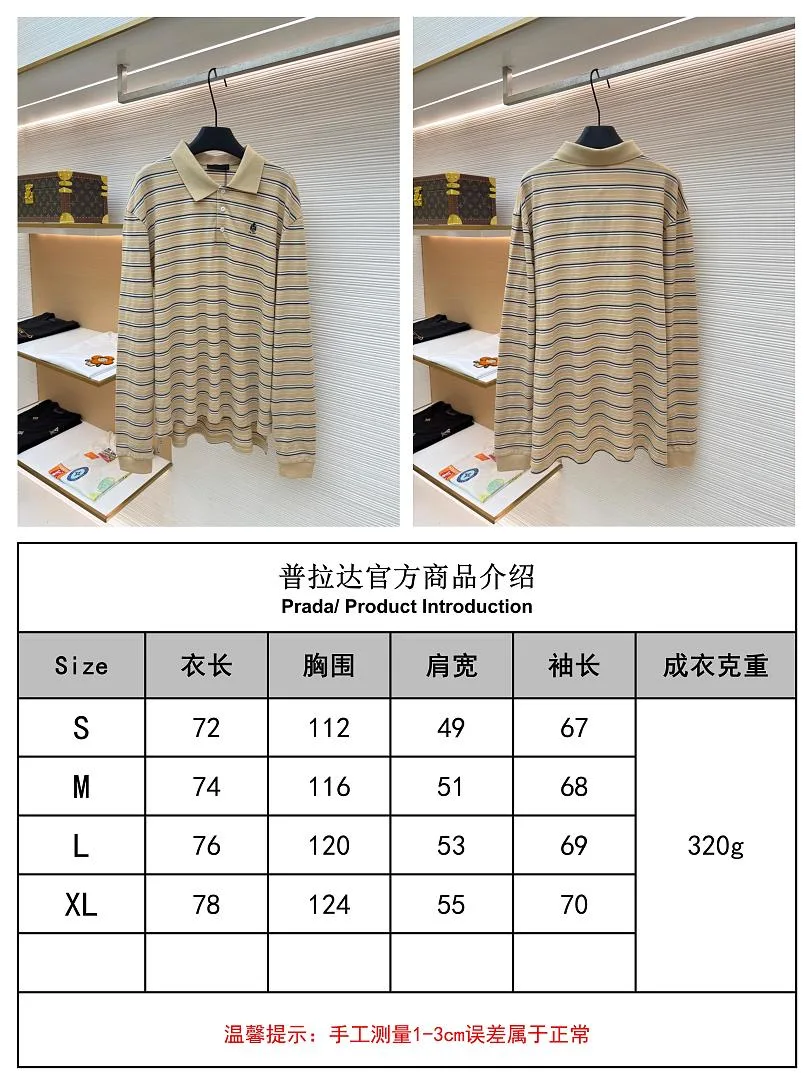 普拉达官方商品介绍
Prada/ Product Introduction
Size 衣长 胸围 肩宽 袖长 成衣克重
S 72 112 49 67
M 74 116 51 68
L 76 120 53 69
320g
XL 78 124 55 70
温馨提示：手工测量1-3cm误差属于正常